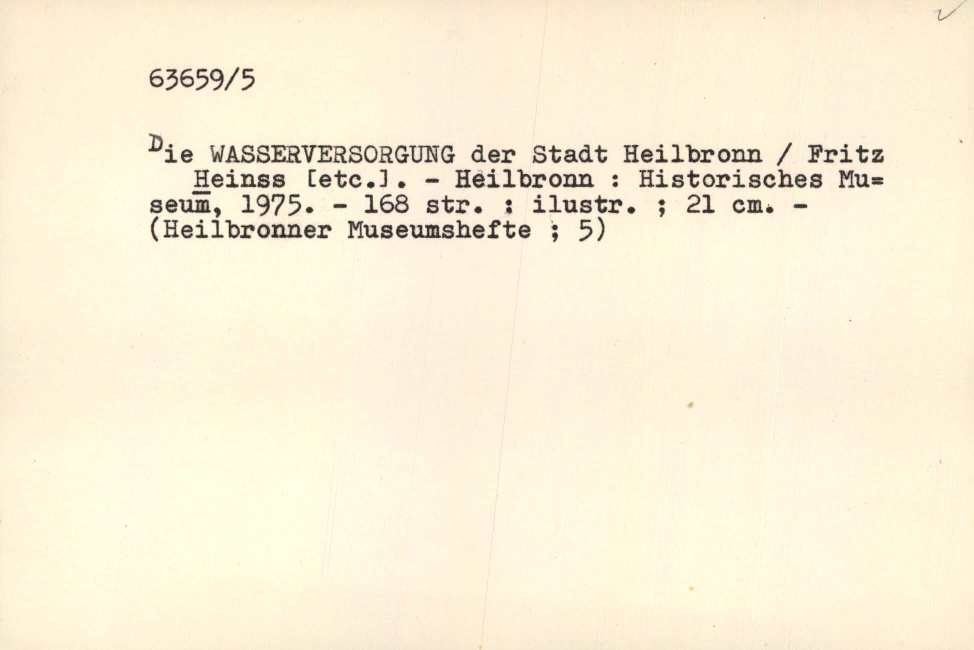 63659/5
Die WASSERVERSORGUNG der Stadt Heilbronn / Fritz
Heinss [etc.]. - Heilbronn : Historisches Mu=
seum, 1975. - 168 str. : ilustr. ; 21 cm. -
(Heilbronner Museumshefte ; 5)